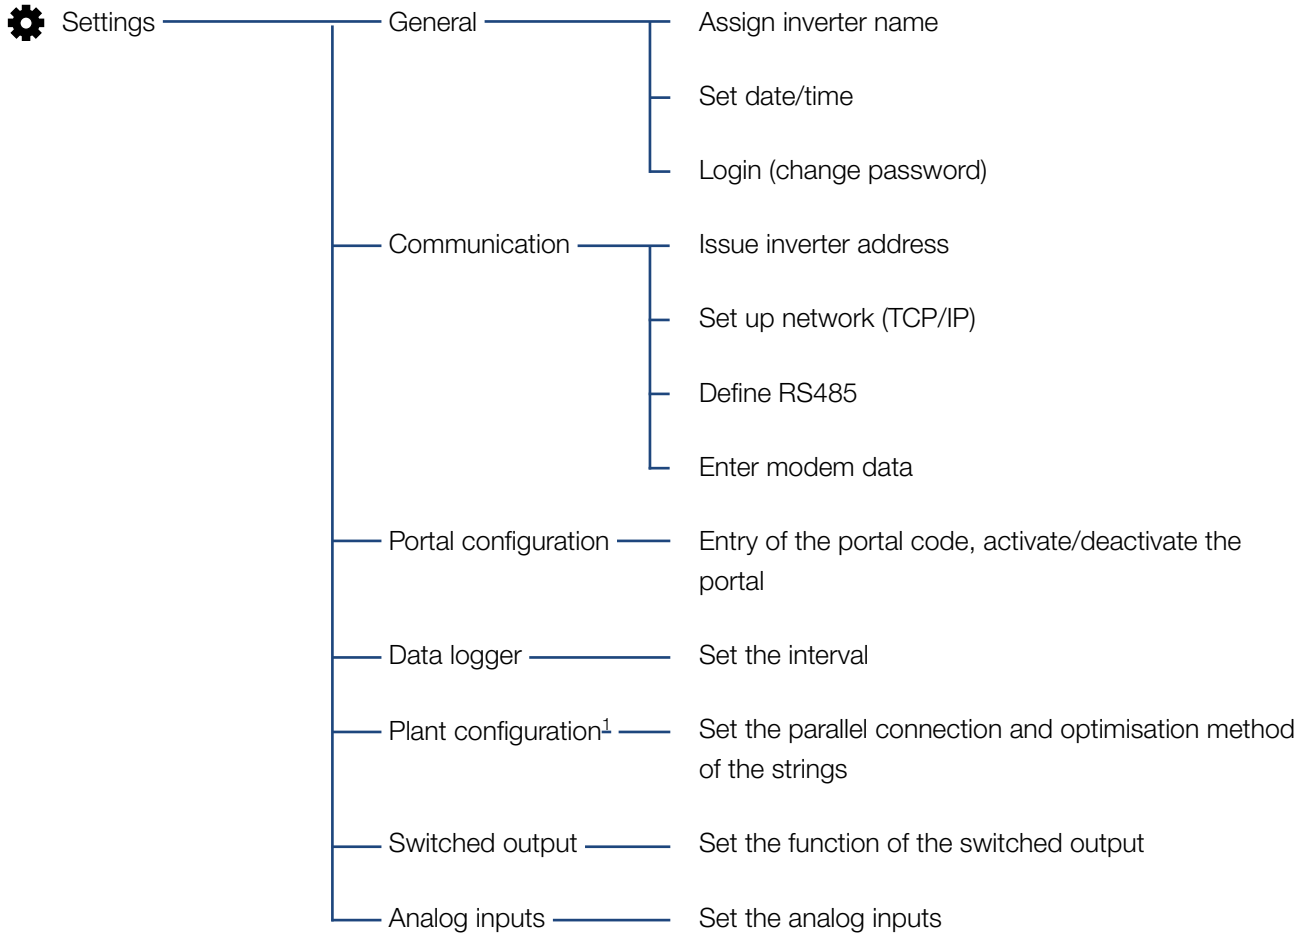 Settings
General
Assign inverter name
Set date/time
Login (change password)
Communication
Issue inverter address
Set up network (TCP/IP)
Define RS485
Enter modem data
Portal configuration
Entry of the portal code, activate/deactivate the
portal
Data logger
Set the interval
Plant configuration1
Set the parallel connection and optimisation method
of the strings
Switched output
Set the function of the switched output
Analog inputs
Set the analog inputs